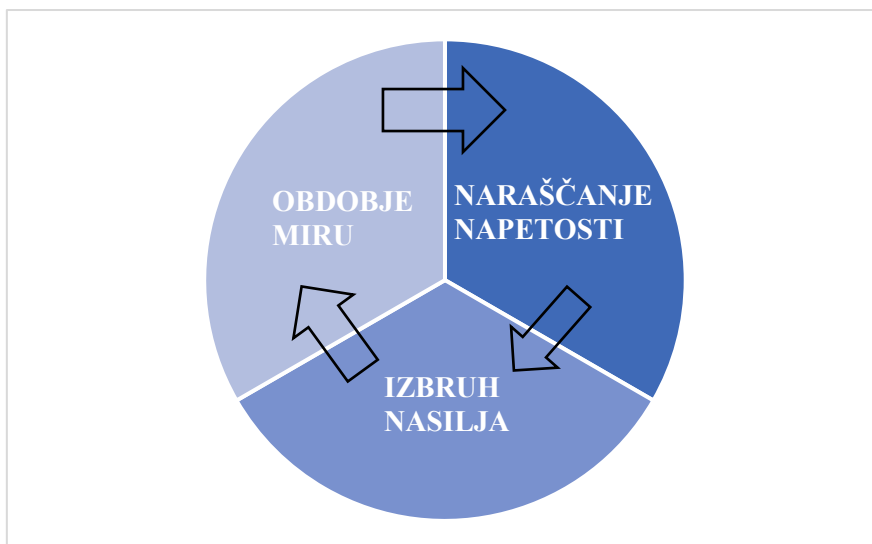 OBDOBJE
MIRU
NARAŠČANJE
NAPETOSTI
IZBRUH
NASILJA